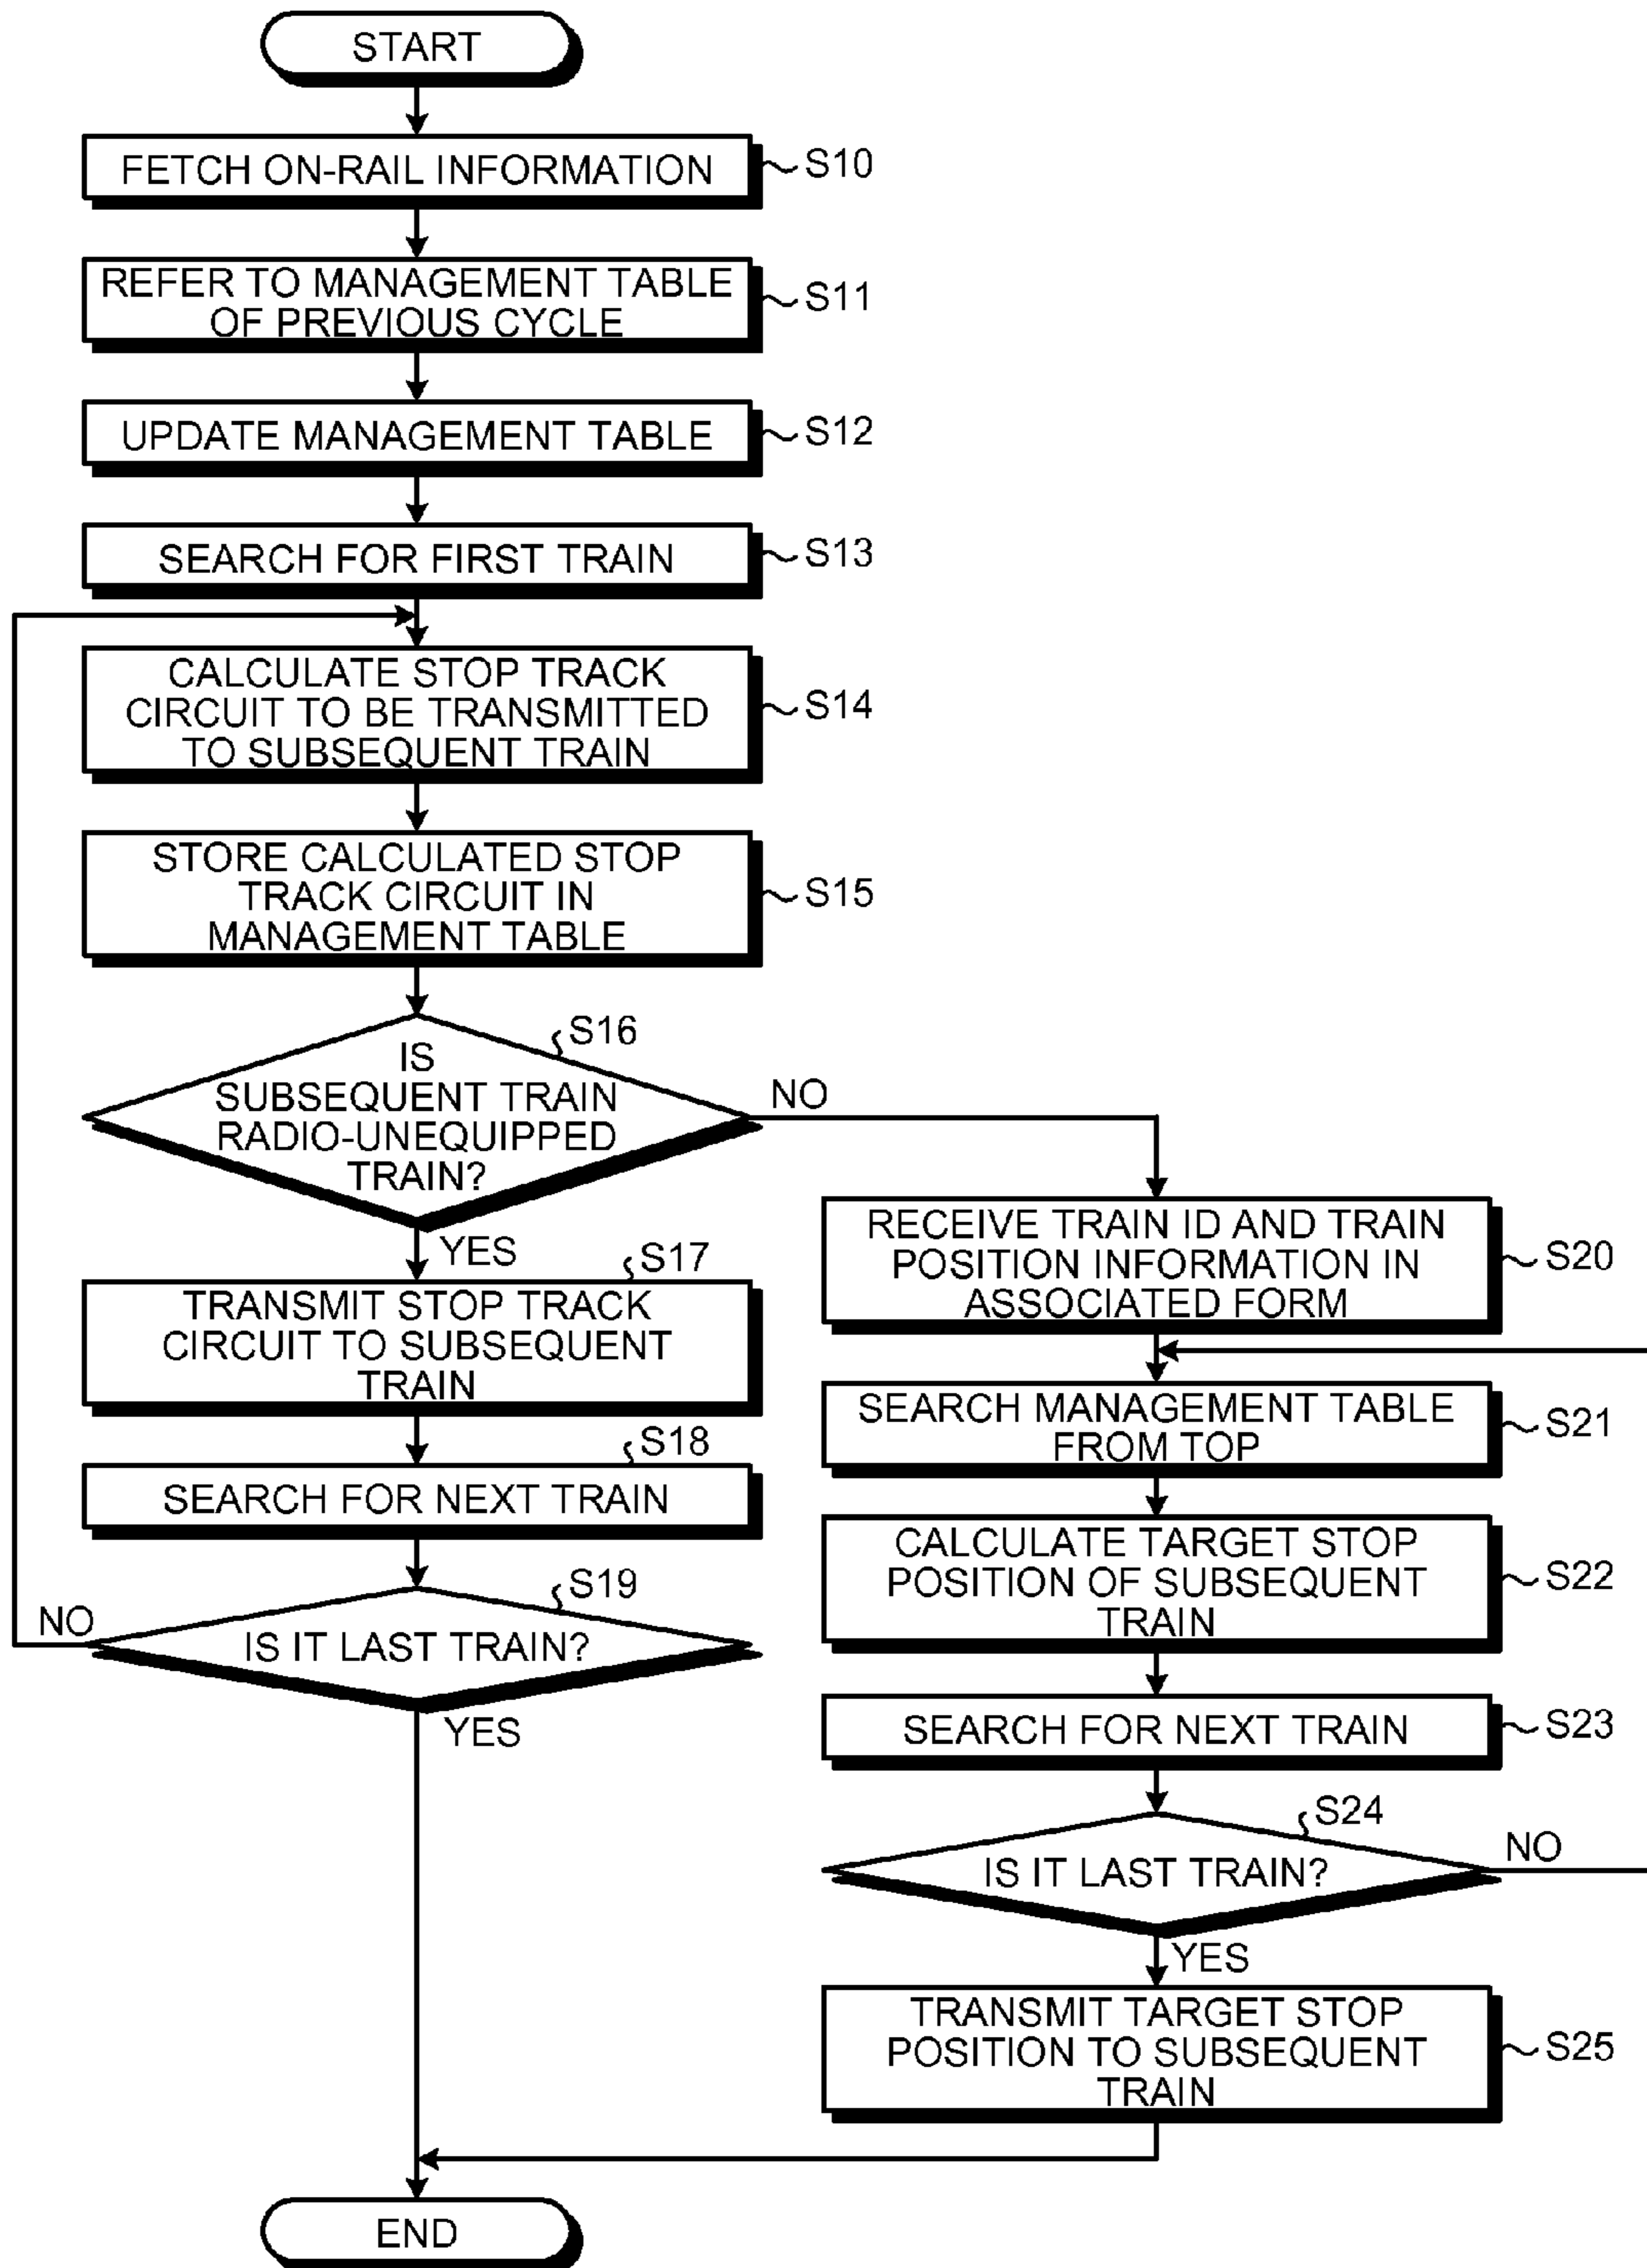 START
FETCH ON-RAIL INFORMATION
S10
REFER TO MANAGEMENT TABLE
OF PREVIOUS CYCLE
S11
UPDATE MANAGEMENT TABLE
S12
SEARCH FOR FIRST TRAIN
S13
CALCULATE STOP TRACK
CIRCUIT TO BE TRANSMITTED
TO SUBSEQUENT TRAIN
S14
STORE CALCULATED STOP
TRACK CIRCUIT IN
MANAGEMENT TABLE
S15
IS
SUBSEQUENT TRAIN
RADIO-UNEQUIPPED
TRAIN?
S16
NO
YES
TRANSMIT STOP TRACK
CIRCUIT TO SUBSEQUENT
TRAIN
S17
SEARCH FOR NEXT TRAIN
S18
IS IT LAST TRAIN?
S19
NO
YES
RECEIVE TRAIN ID AND TRAIN
POSITION INFORMATION IN
ASSOCIATED FORM
S20
SEARCH MANAGEMENT TABLE
FROM TOP
S21
CALCULATE TARGET STOP
POSITION OF SUBSEQUENT
TRAIN
S22
SEARCH FOR NEXT TRAIN
S23
IS IT LAST TRAIN?
S24
NO
YES
TRANSMIT TARGET STOP
POSITION TO SUBSEQUENT
TRAIN
S25
END